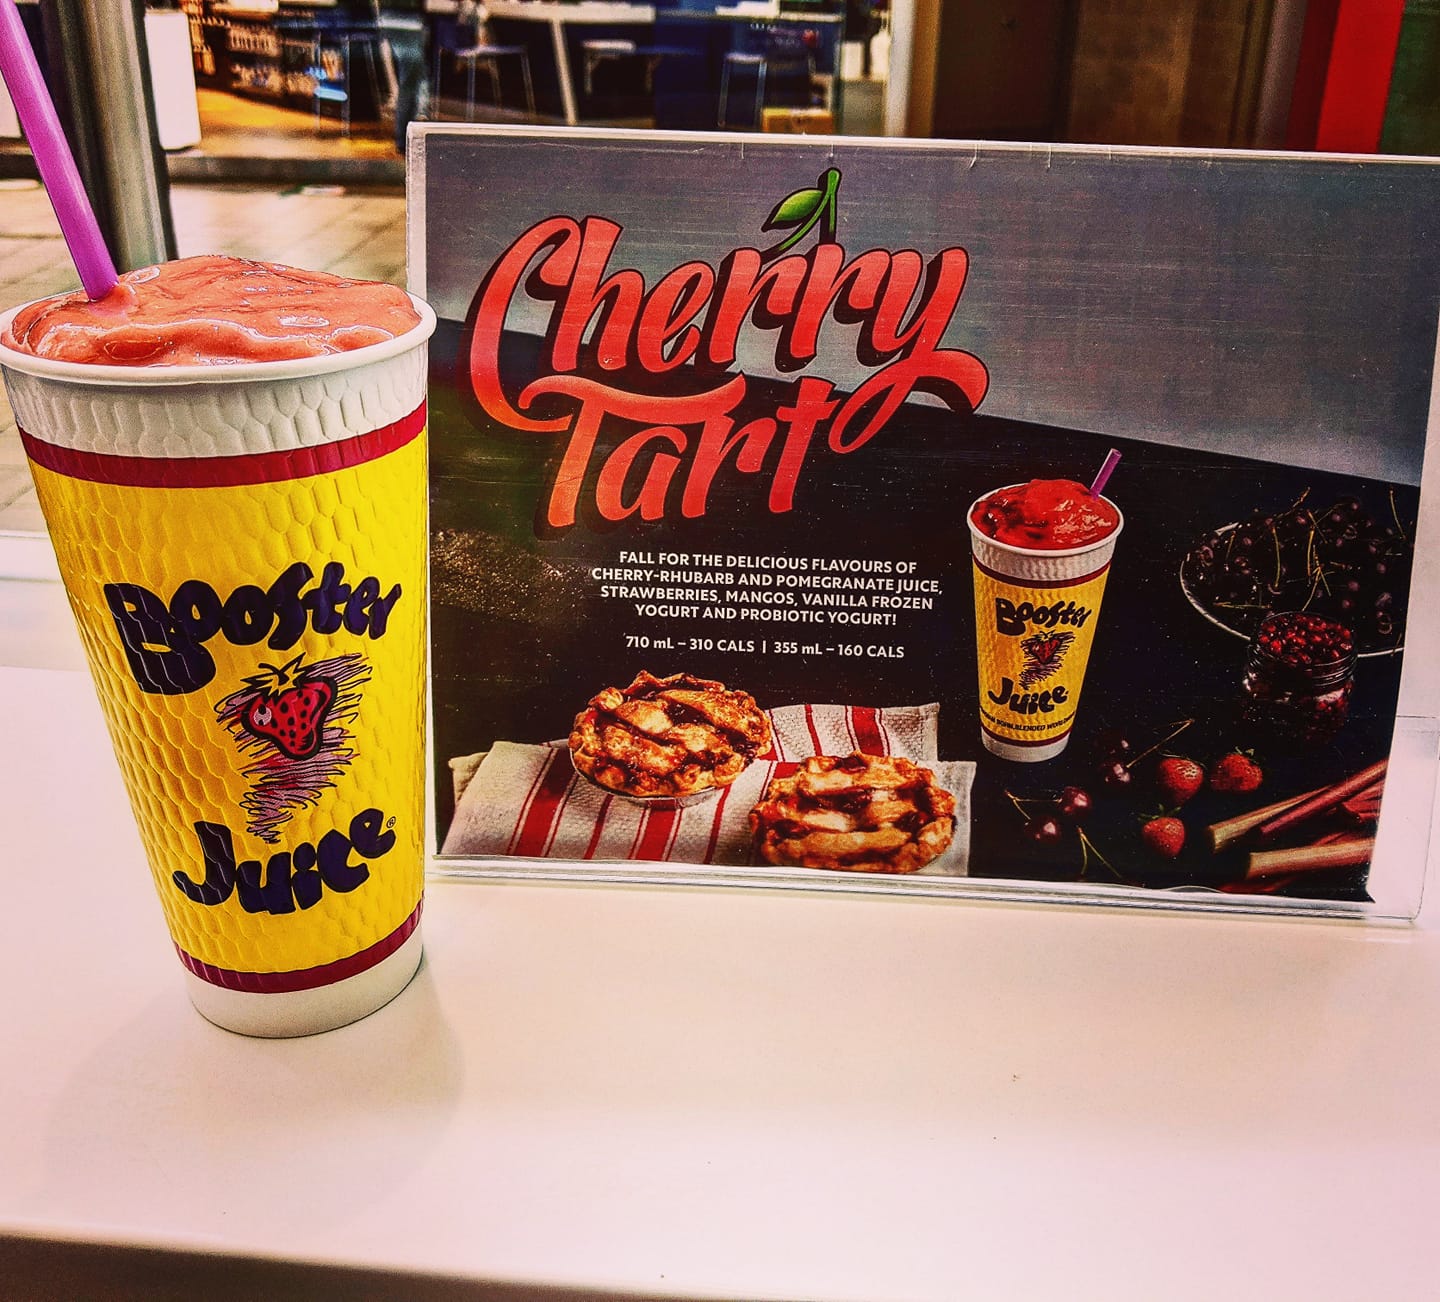 Booster
Juice®
Cherry
Tart
FALL FOR THE DELICIOUS FLAVOURS OF
CHERRY-RHUBARB AND POMEGRANATE JUICE,
STRAWBERRIES, MANGOS, VANILLA FROZEN
YOGURT AND PROBIOTIC YOGURT!
710 mL – 310 CALS | 355 mL – 160 CALS
Booster
Juice